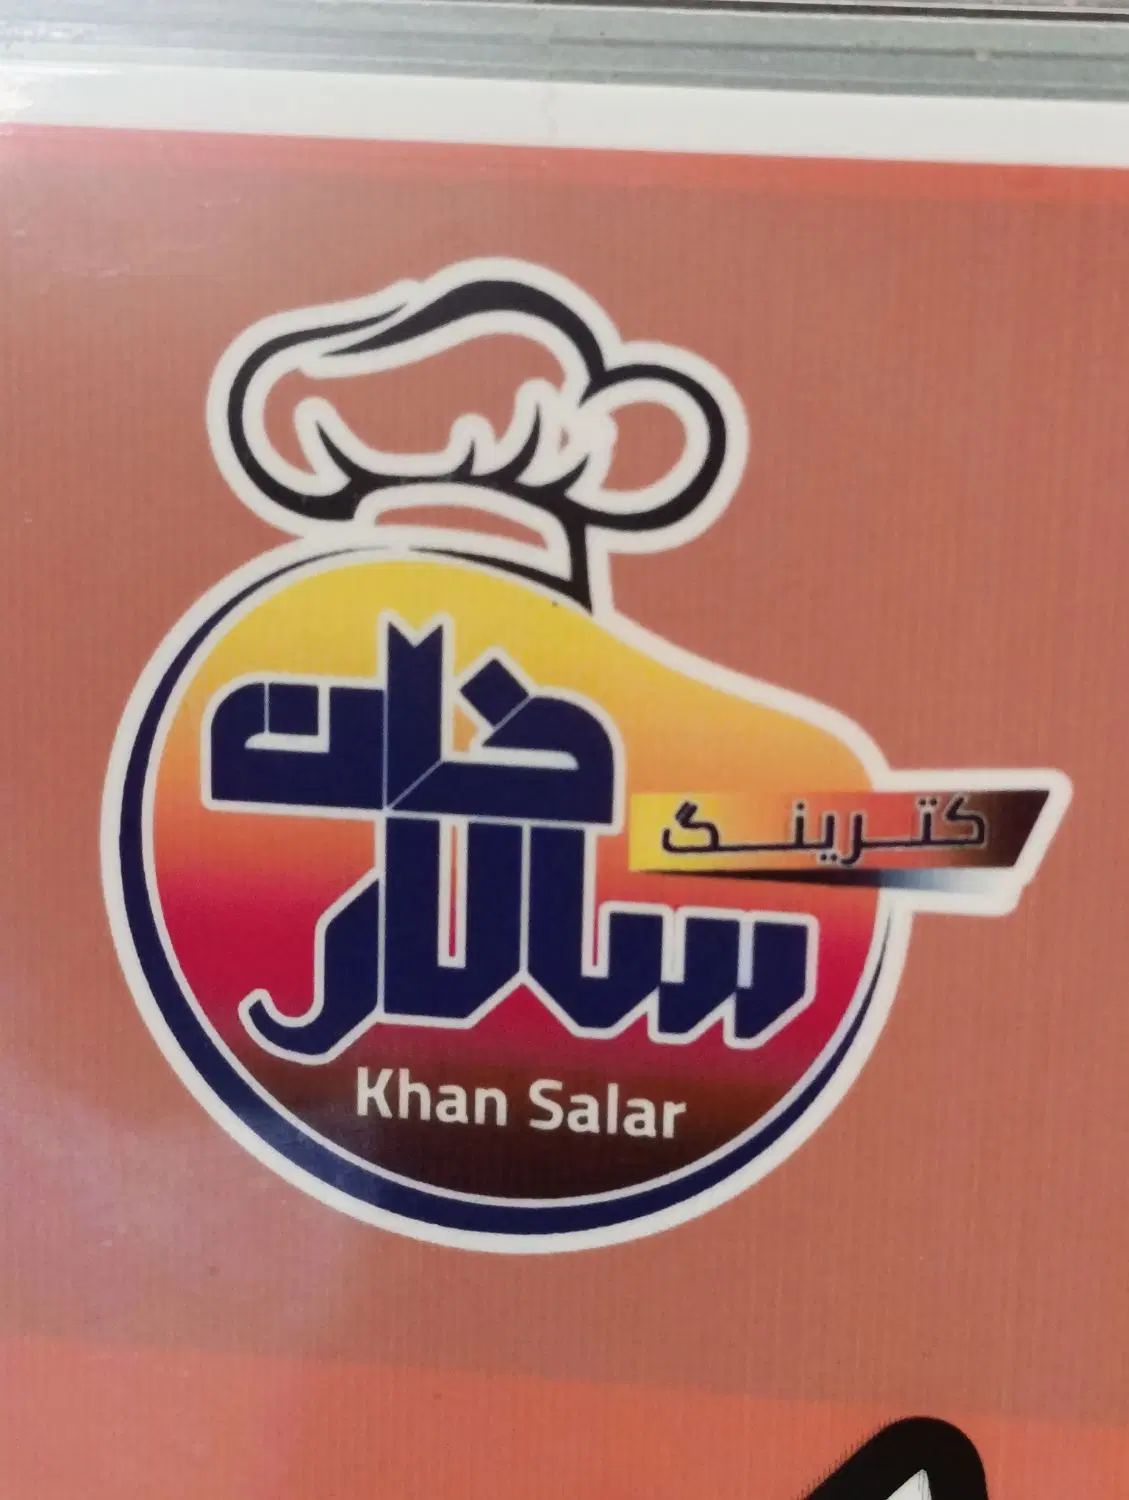 خان
کترینگ
سالار
Khan Salar